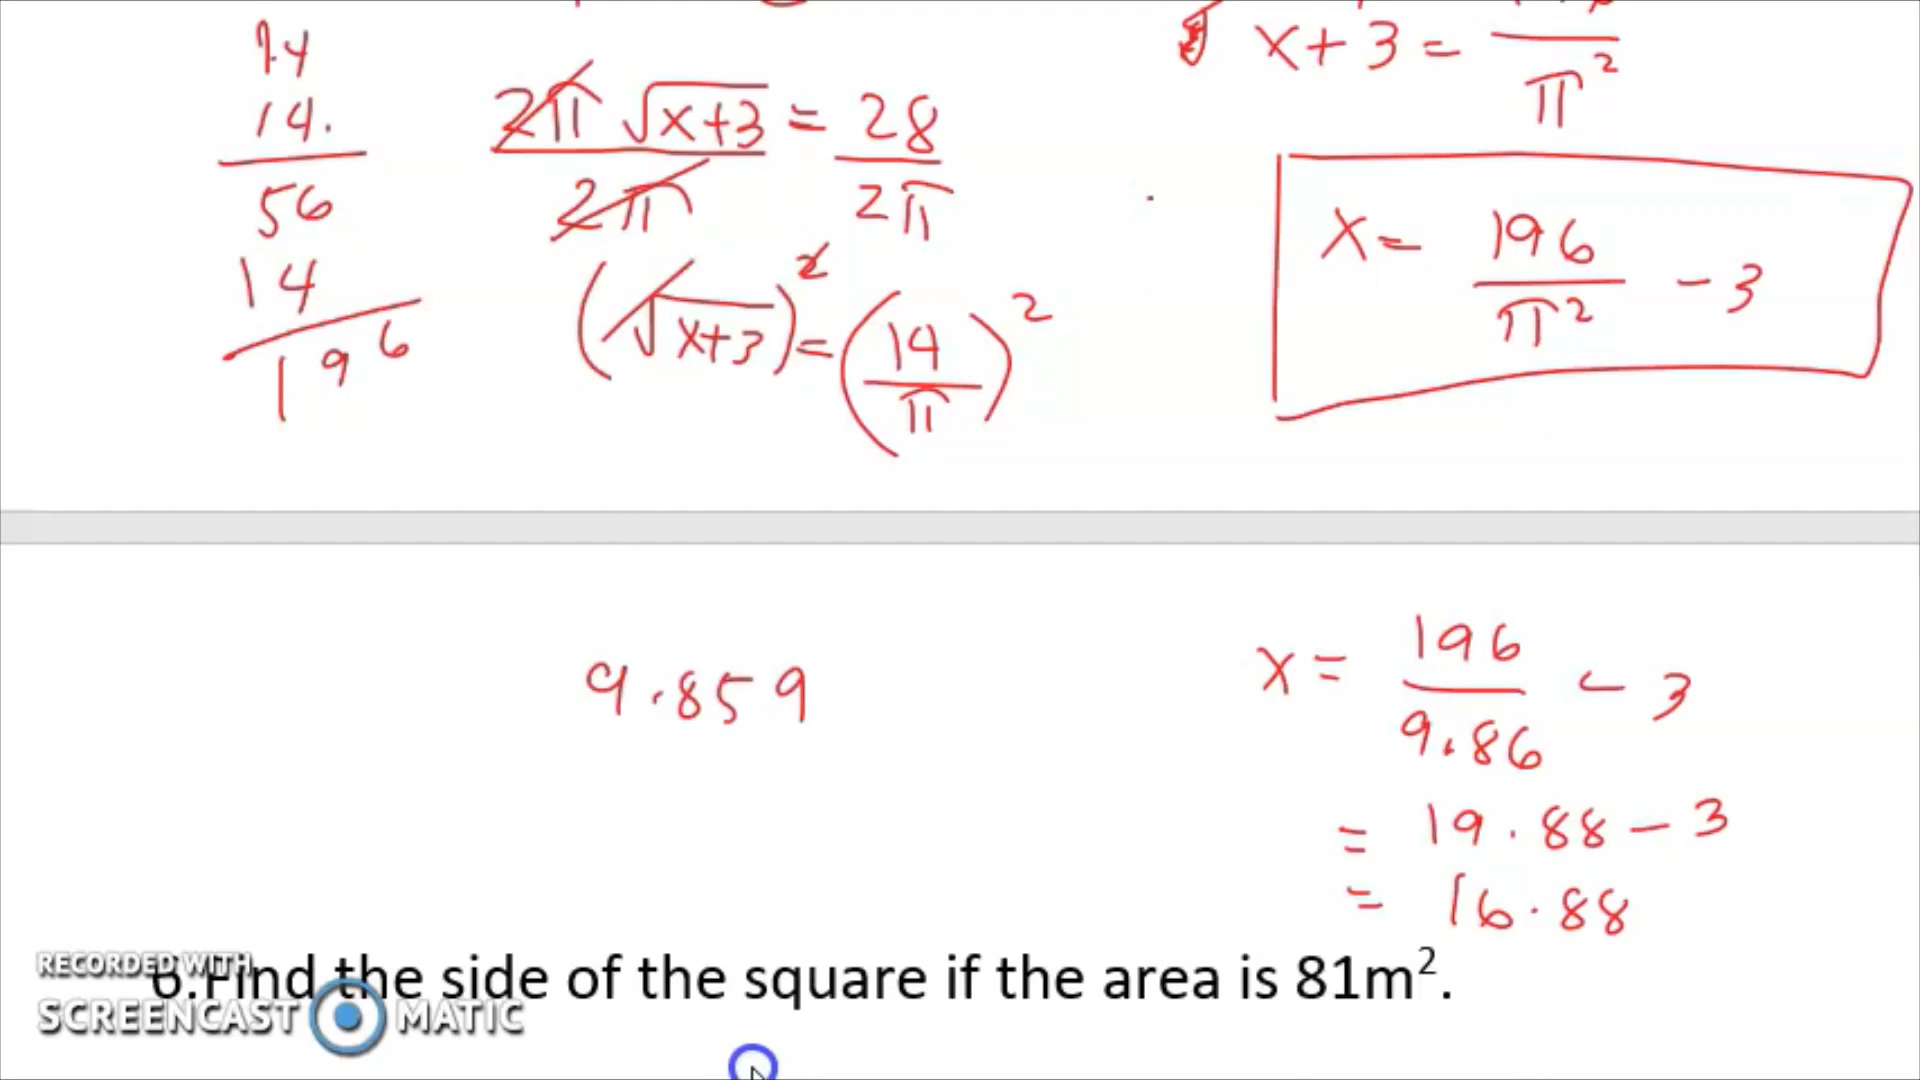 14
14.
56
14
196
2π √x+3 = 28
2π 2π
(√x+3)² = (14/π)²
x+3 =
π²
x = 196/π² - 3
9.859
x = 196/9.86 - 3
= 19.88 - 3
= 16.88
6.Find the side of the square if the area is 81m².
RECORDED WITH
SCREENCAST MATIC